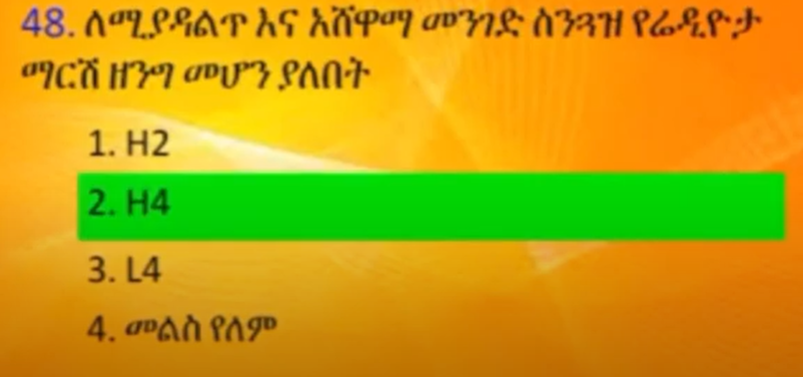 48. ለሚያዳልጥ እና አሸዋማ መንገድ ስንጓዝ የሬዲዮታ
ማርሽ ዘንግ መሆን ያለበት
1. H2
2. H4
3. L4
4. መልስ የለም